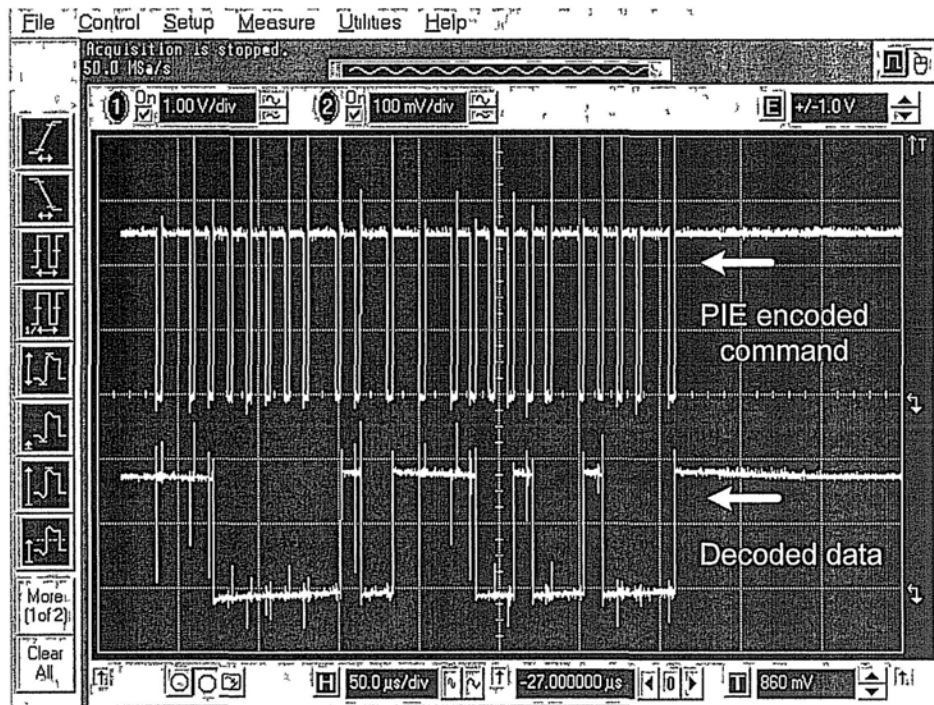 File Control Setup Measure Utilities Help
Acquisition is stopped.
50.0 MSa/s
1 On 1.00 V/div 2 On 100 mV/div E +/-1.0 V
T
PIE encoded
command
Decoded data
More
(1 of 2)
Clear
All
H 50.0 µs/div -27.000000 µs 0 T 860 mV